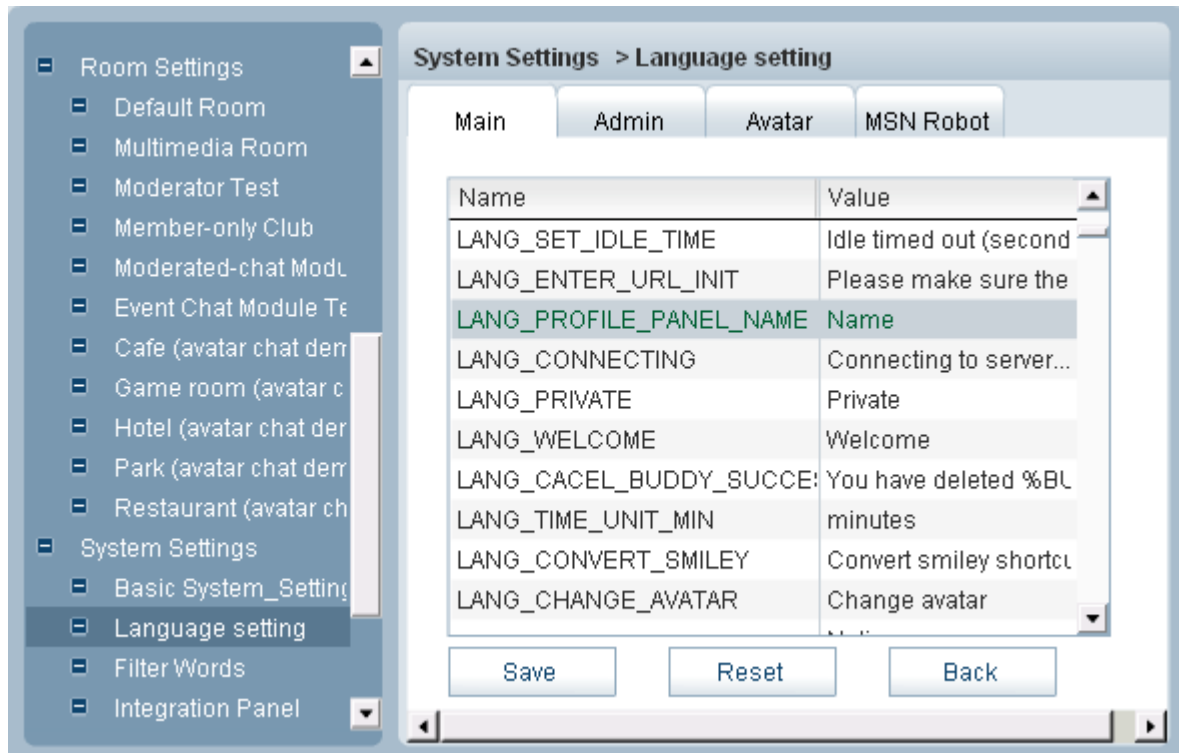 Room Settings
Default Room
Multimedia Room
Moderator Test
Member-only Club
Moderated-chat Modu
Event Chat Module Te
Cafe (avatar chat dem
Game room (avatar c
Hotel (avatar chat der
Park (avatar chat dem
Restaurant (avatar ch
System Settings
Basic System_Setting
Language setting
Filter Words
Integration Panel
System Settings > Language setting
Main Admin Avatar MSN Robot
Name Value
LANG_SET_IDLE_TIME Idle timed out (second
LANG_ENTER_URL_INIT Please make sure the
LANG_PROFILE_PANEL_NAME Name
LANG_CONNECTING Connecting to server...
LANG_PRIVATE Private
LANG_WELCOME Welcome
LANG_CACEL_BUDDY_SUCCE You have deleted %BU
LANG_TIME_UNIT_MIN minutes
LANG_CONVERT_SMILEY Convert smiley shortcu
LANG_CHANGE_AVATAR Change avatar
Save Reset Back